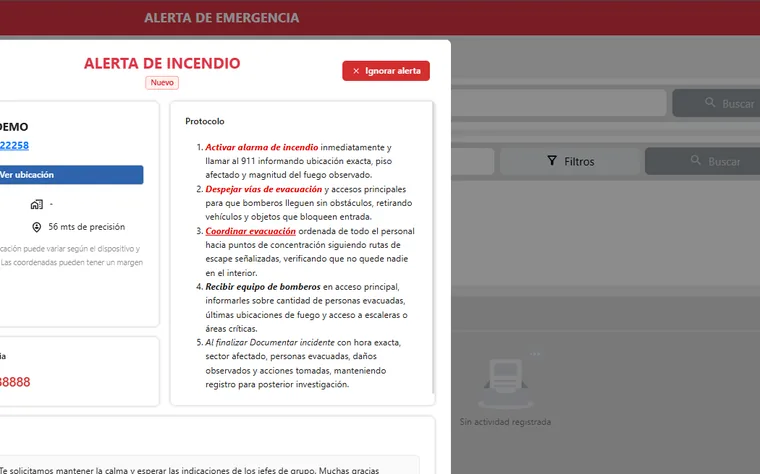 ALERTA DE EMERGENCIA
ALERTA DE INCENDIO
Nuevo
× Ignorar alerta
DEMO
22258
Ver ubicación
-
56 mts de precisión
cación puede variar según el dispositivo y
Las coordenadas pueden tener un margen
ia
38888
Protocolo
1. Activar alarma de incendio inmediatamente y
llamar al 911 informando ubicación exacta, piso
afectado y magnitud del fuego observado.
2. Despejar vías de evacuación y accesos principales
para que bomberos lleguen sin obstáculos, retirando
vehículos y objetos que bloqueen entrada.
3. Coordinar evacuación ordenada de todo el personal
hacia puntos de concentración siguiendo rutas de
escape señalizadas, verificando que no quede nadie
en el interior.
4. Recibir equipo de bomberos en acceso principal,
informarles sobre cantidad de personas evacuadas,
últimas ubicaciones de fuego y acceso a escaleras o
áreas críticas.
5. Al finalizar Documentar incidente con hora exacta,
sector afectado, personas evacuadas, daños
observados y acciones tomadas, manteniendo
registro para posterior investigación.
Te solicitamos mantener la calma y esperar las indicaciones de los jefes de grupo. Muchas gracias
Buscar
Filtros
Buscar
Sin actividad registrada